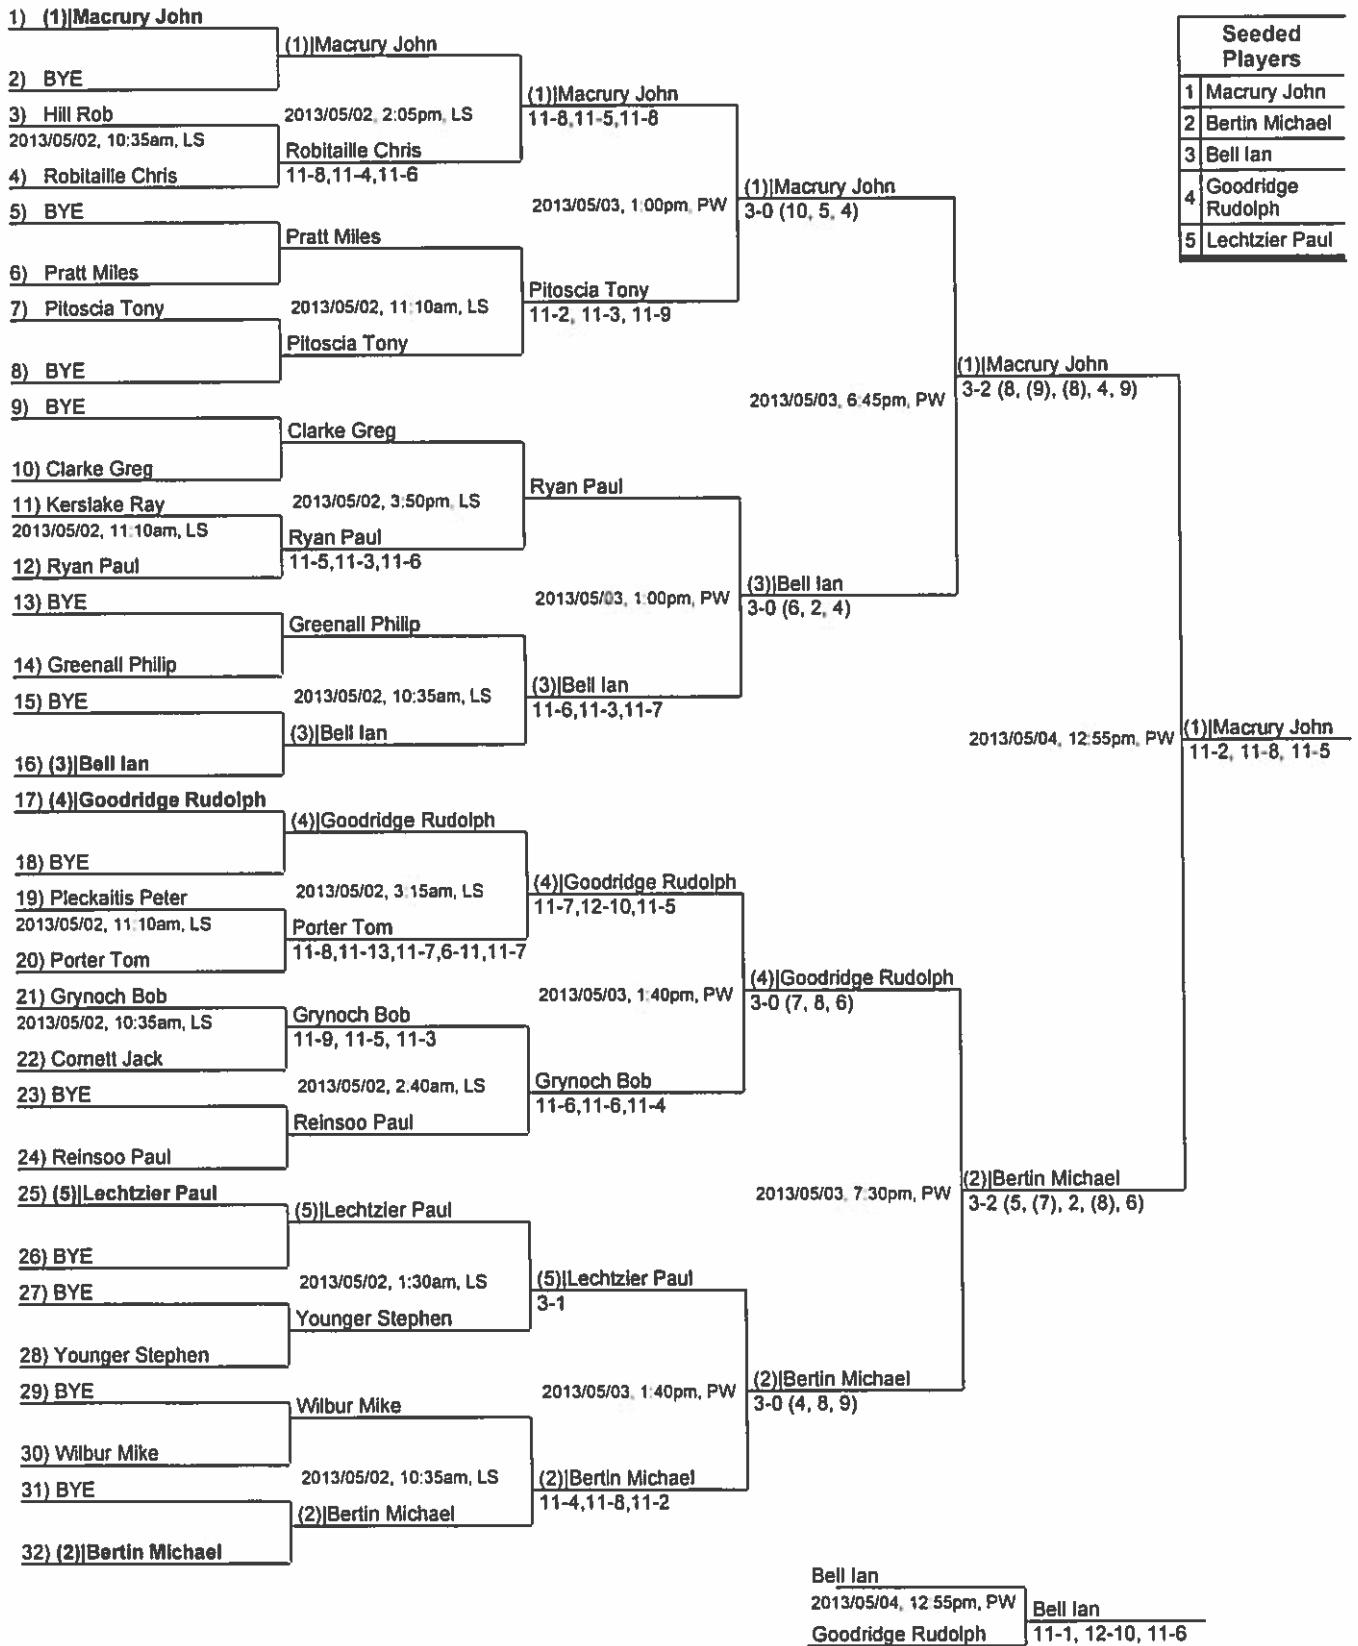 1) (1)|Macrury John
2) BYE
3) Hill Rob
2013/05/02, 10:35am, LS
4) Robitaille Chris
5) BYE
6) Pratt Miles
7) Pitoscia Tony
8) BYE
9) BYE
10) Clarke Greg
11) Kerslake Ray
2013/05/02, 11:10am, LS
12) Ryan Paul
13) BYE
14) Greenall Philip
15) BYE
16) (3)|Bell Ian
17) (4)|Goodridge Rudolph
18) BYE
19) Pleckaitis Peter
2013/05/02, 11:10am, LS
20) Porter Tom
21) Grynoch Bob
2013/05/02, 10:35am, LS
22) Cornett Jack
23) BYE
24) Reinsoo Paul
25) (5)|Lechtzier Paul
26) BYE
27) BYE
28) Younger Stephen
29) BYE
30) Wilbur Mike
31) BYE
32) (2)|Bertin Michael
(1)|Macrury John
2013/05/02, 2:05pm, LS
Robitaille Chris
11-8,11-4,11-6
Pratt Miles
2013/05/02, 11:10am, LS
Pitoscia Tony
Clarke Greg
2013/05/02, 3:50pm, LS
Ryan Paul
11-5,11-3,11-6
Greenall Philip
2013/05/02, 10:35am, LS
(3)|Bell Ian
(4)|Goodridge Rudolph
2013/05/02, 3:15am, LS
Porter Tom
11-8,11-13,11-7,6-11,11-7
Grynoch Bob
11-9, 11-5, 11-3
2013/05/02, 2:40am, LS
Reinsoo Paul
(5)|Lechtzier Paul
2013/05/02, 1:30am, LS
Younger Stephen
Wilbur Mike
2013/05/02, 10:35am, LS
(2)|Bertin Michael
(1)|Macrury John
11-8,11-5,11-8
2013/05/03, 1:00pm, PW
Pitoscia Tony
11-2, 11-3, 11-9
Ryan Paul
2013/05/03, 1:00pm, PW
(3)|Bell Ian
11-6,11-3,11-7
(4)|Goodridge Rudolph
11-7,12-10,11-5
2013/05/03, 1:40pm, PW
Grynoch Bob
11-6,11-6,11-4
(5)|Lechtzier Paul
3-1
2013/05/03, 1:40pm, PW
(2)|Bertin Michael
11-4,11-8,11-2
(1)|Macrury John
3-0 (10, 5, 4)
2013/05/03, 6:45pm, PW
(3)|Bell Ian
3-0 (6, 2, 4)
(4)|Goodridge Rudolph
3-0 (7, 8, 6)
2013/05/03, 7:30pm, PW
(2)|Bertin Michael
3-0 (4, 8, 9)
(1)|Macrury John
3-2 (8, (9), (8), 4, 9)
2013/05/04, 12:55pm, PW
(2)|Bertin Michael
3-2 (5, (7), 2, (8), 6)
(1)|Macrury John
11-2, 11-8, 11-5
Seeded
Players
1 Macrury John
2 Bertin Michael
3 Bell Ian
4 Goodridge
Rudolph
5 Lechtzier Paul
Bell Ian
2013/05/04, 12:55pm, PW
Goodridge Rudolph
Bell Ian
11-1, 12-10, 11-6